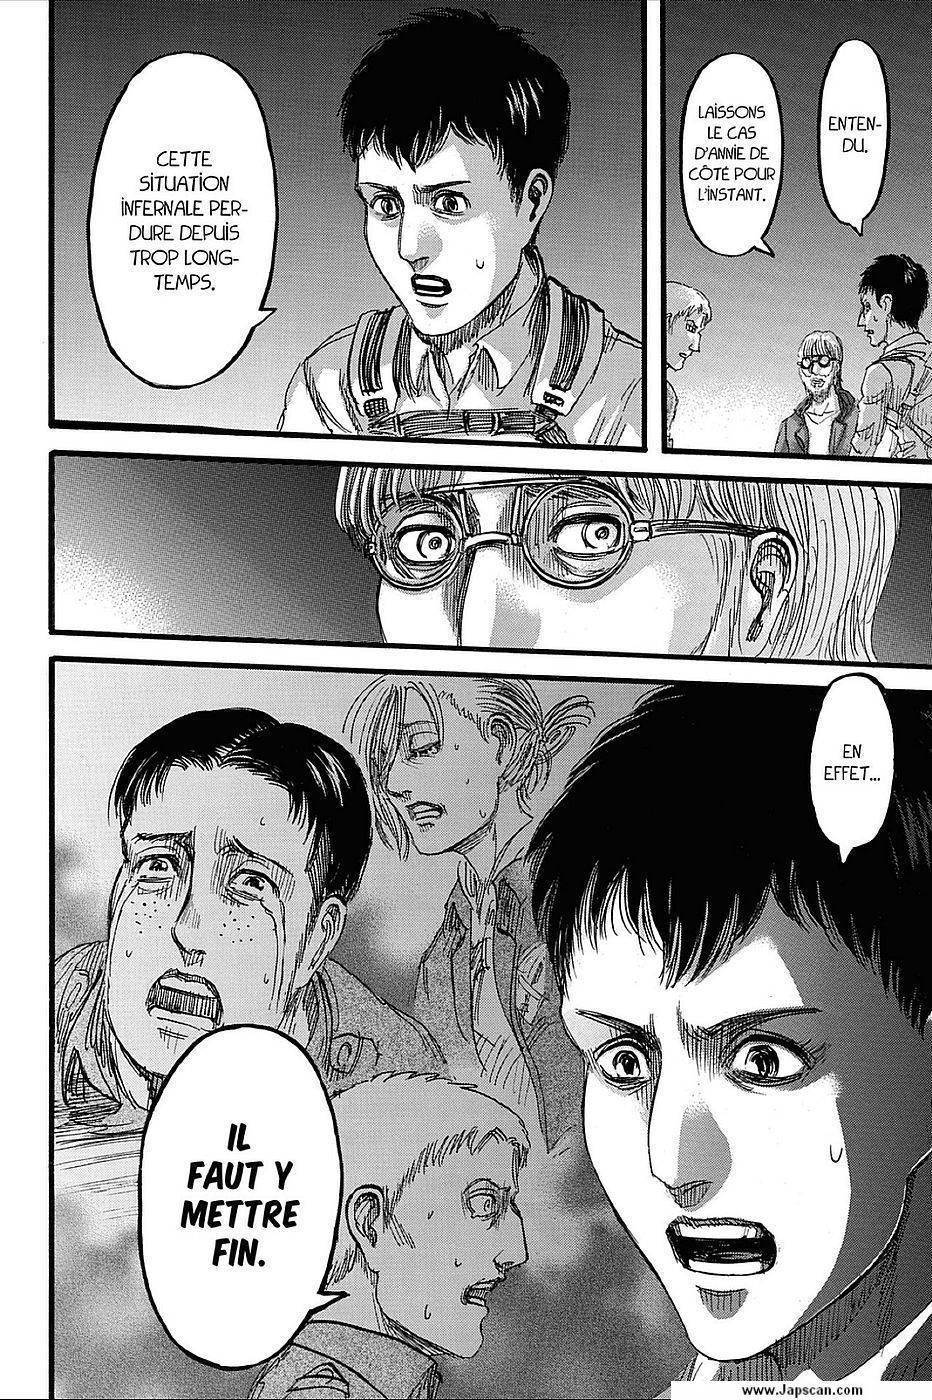 ENTEN-
DU.
LAISSONS
LE CAS
D'ANNIE DE
CÔTÉ POUR
L'INSTANT.
CETTE
SITUATION
INFERNALE PER-
DURE DEPUIS
TROP LONG-
TEMPS.
EN
EFFET...
IL
FAUT Y
METTRE
FIN.
www.Japscan.com